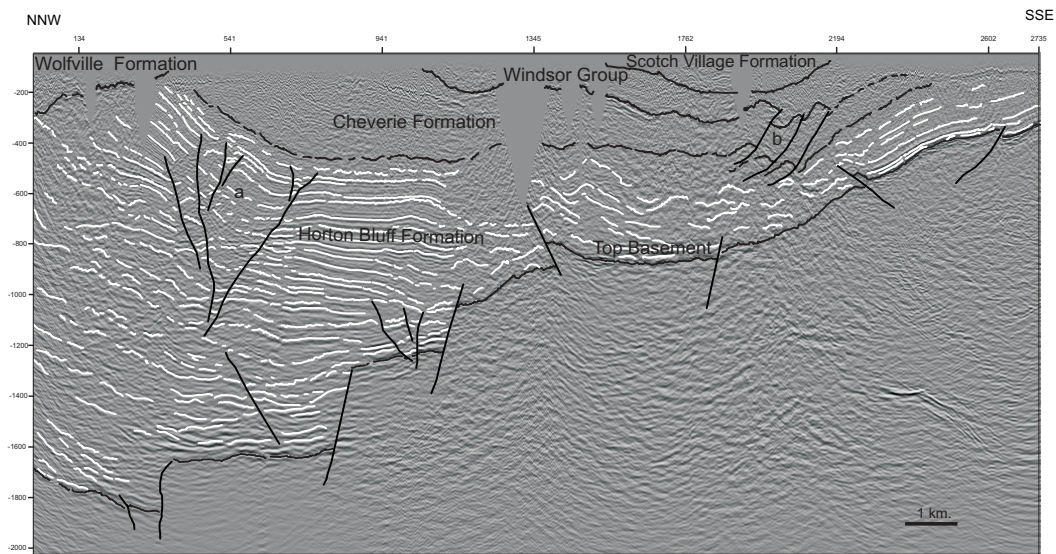 NNW
SSE
134 541 941 1345 1762 2194 2602 2735
Wolfville Formation
Scotch Village Formation
Windsor Group
-200
Cheverie Formation
b
-400
a
-600
Horton Bluff Formation
Top Basement
-800
-1000
-1200
-1400
-1600
-1800
1 km.
-2000